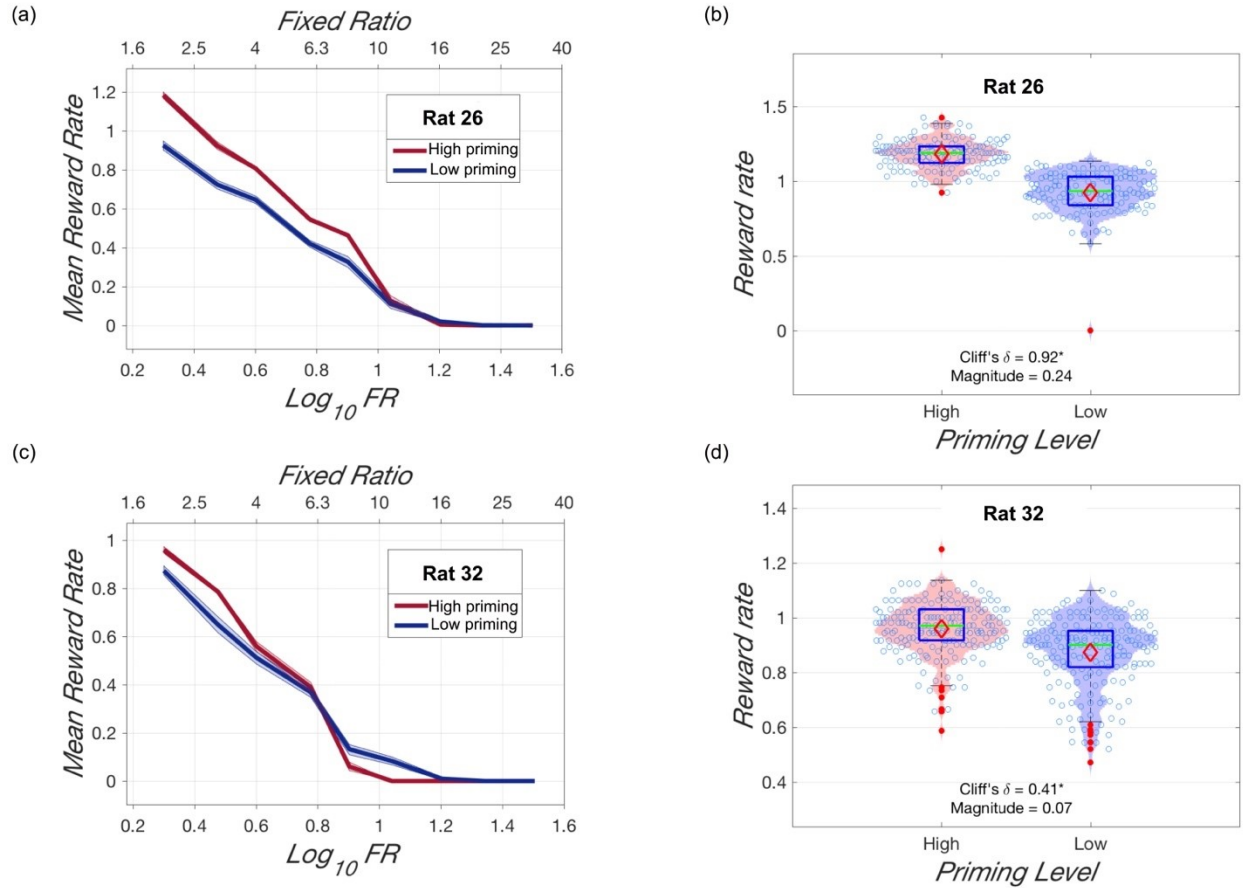 (a)
Fixed Ratio
1.6 2.5 4 6.3 10 16 25 40
Mean Reward Rate
1.2
1
0.8
0.6
0.4
0.2
0
Rat 26
High priming
Low priming
0.2 0.4 0.6 0.8 1.0 1.2 1.4 1.6
Log10 FR
(b)
Rat 26
Reward rate
1.5
1
0.5
0
Cliff's δ = 0.92*
Magnitude = 0.24
High Low
Priming Level
(c)
Fixed Ratio
1.6 2.5 4 6.3 10 16 25 40
Mean Reward Rate
1
0.8
0.6
0.4
0.2
0
Rat 32
High priming
Low priming
0.2 0.4 0.6 0.8 1.0 1.2 1.4 1.6
Log10 FR
(d)
Rat 32
Reward rate
1.4
1.2
1
0.8
0.6
0.4
Cliff's δ = 0.41*
Magnitude = 0.07
High Low
Priming Level